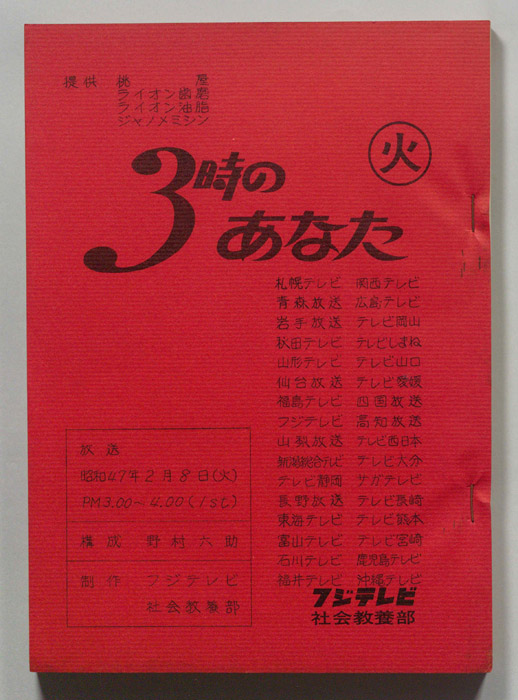 提供 桃屋
ライオン歯磨
ライオン油脂
ジャノメミシン
火
3時の
あなた
札幌テレビ 関西テレビ
青森放送 広島テレビ
岩手放送 テレビ岡山
秋田テレビ テレビしまね
山形テレビ テレビ山口
仙台放送 テレビ愛媛
福島テレビ 四国放送
フジテレビ 高知放送
山梨放送 テレビ西日本
新潟総合テレビ テレビ大分
テレビ静岡 サガテレビ
長野放送 テレビ長崎
東海テレビ テレビ熊本
富山テレビ テレビ宮崎
石川テレビ 鹿児島テレビ
福井テレビ 沖縄テレビ
放送
昭和47年2月8日(火)
PM3.00~4.00(1st)
構成 野村六助
制作 フジテレビ
社会教養部
フジテレビ
社会教養部